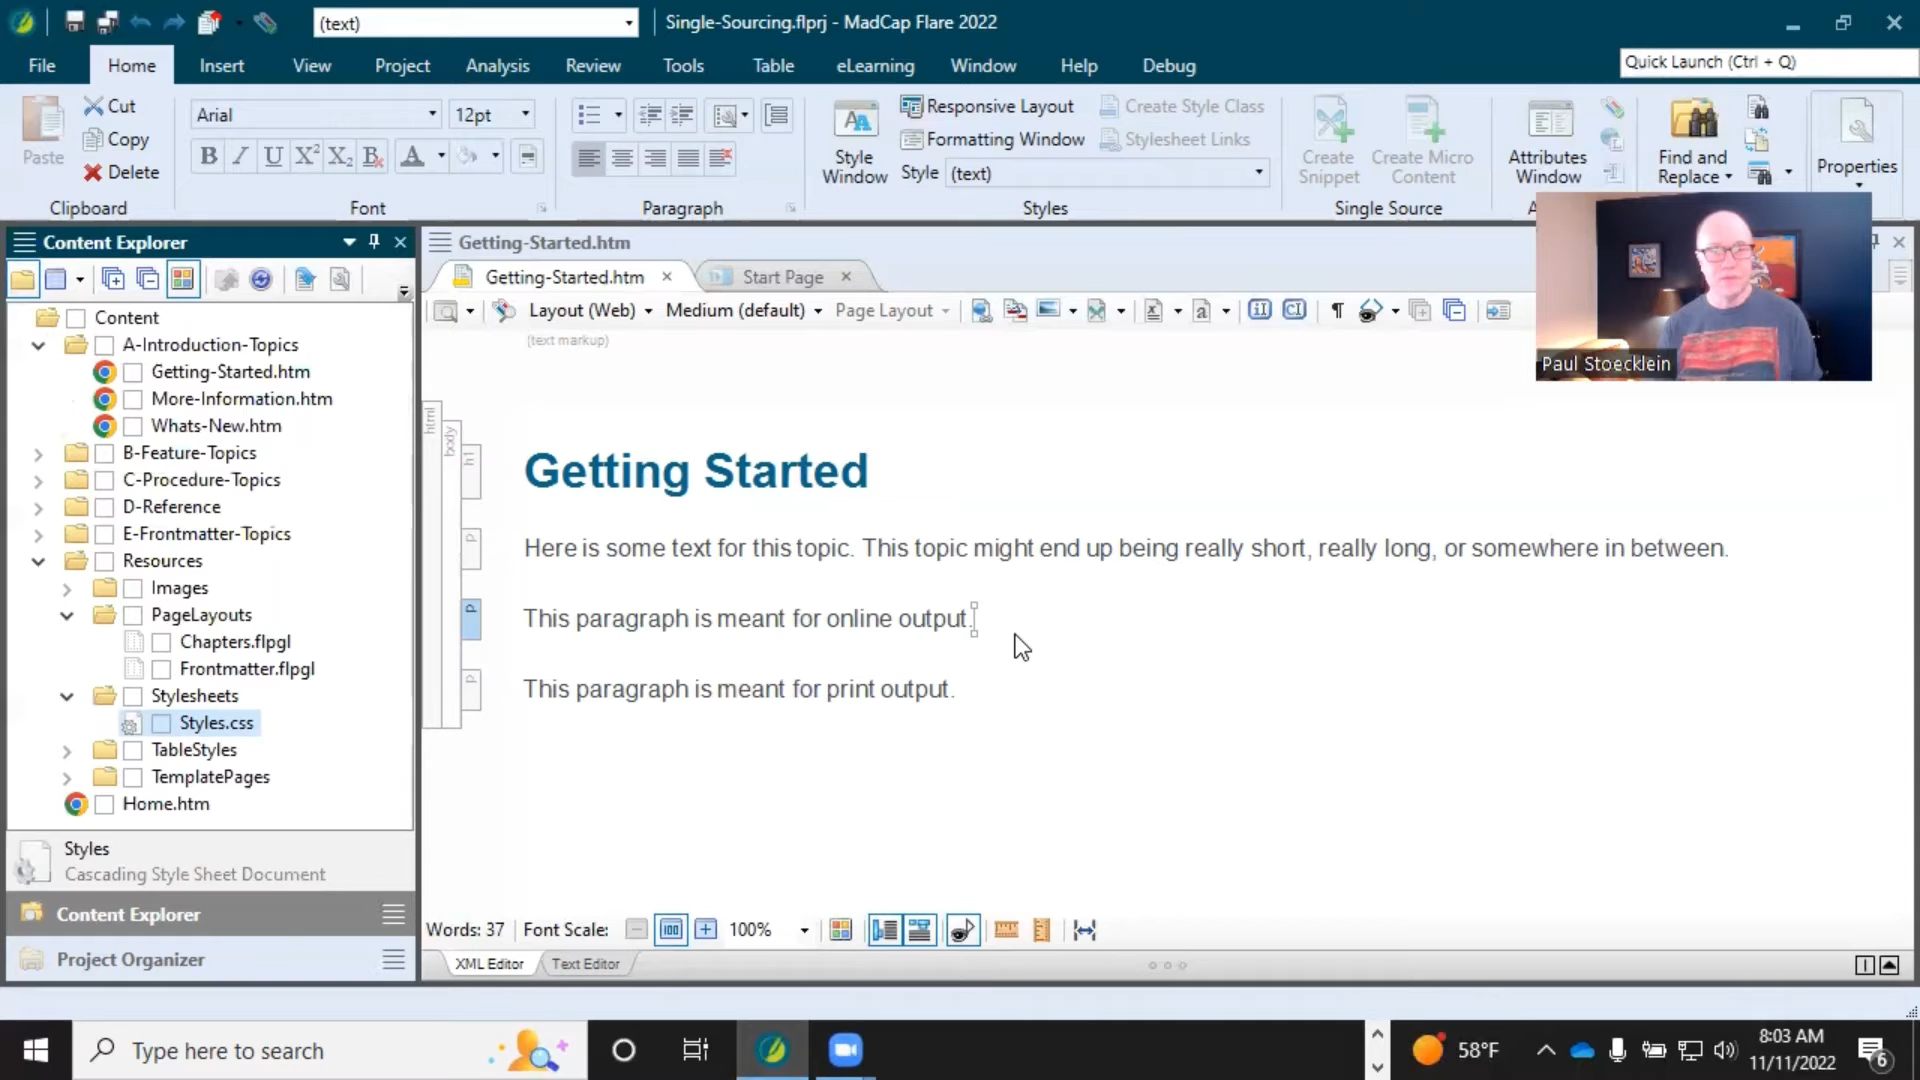 (text)
Single-Sourcing.flprj - MadCap Flare 2022
File Home Insert View Project Analysis Review Tools Table eLearning Window Help Debug
Quick Launch (Ctrl + Q)
Paste
Cut
Copy
Delete
Clipboard
Arial 12pt
B I U X² X₂ B
Font
Paragraph
Style Window
Responsive Layout
Formatting Window
Create Style Class
Stylesheet Links
Style (text)
Styles
Create Snippet
Create Micro Content
Single Source
Attributes Window
Find and Replace
Properties
Paul Stoecklein
Content Explorer
Content
A-Introduction-Topics
Getting-Started.htm
More-Information.htm
Whats-New.htm
B-Feature-Topics
C-Procedure-Topics
D-Reference
E-Frontmatter-Topics
Resources
Images
PageLayouts
Chapters.flpgl
Frontmatter.flpgl
Stylesheets
Styles.css
TableStyles
TemplatePages
Home.htm
Styles
Cascading Style Sheet Document
Content Explorer
Project Organizer
Getting-Started.htm
Getting-Started.htm Start Page
Layout (Web) Medium (default) Page Layout
(text markup)
html
body
h1
Getting Started
p
Here is some text for this topic. This topic might end up being really short, really long, or somewhere in between.
p
This paragraph is meant for online output.
p
This paragraph is meant for print output.
Words: 37 Font Scale: 100 100%
XML Editor Text Editor
Type here to search
58°F
8:03 AM
11/11/2022
6